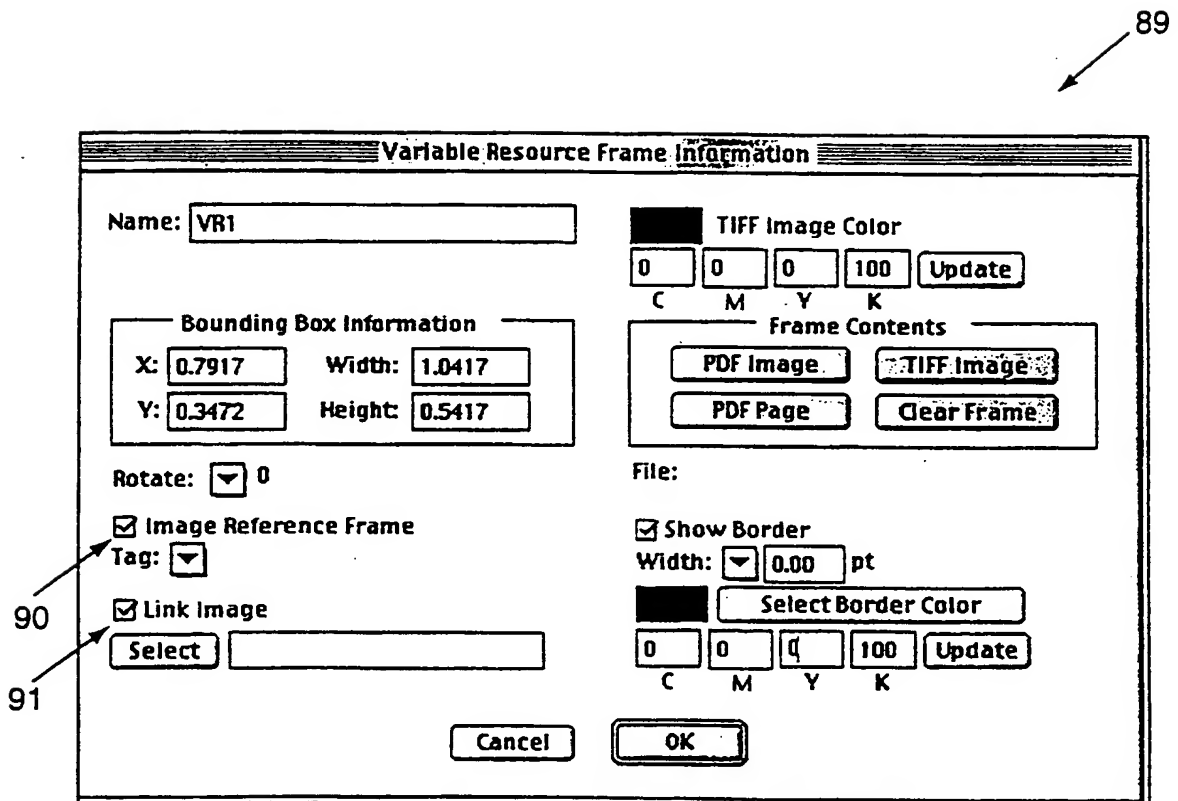 89
Variable Resource Frame Information
Name: VR1
TIFF Image Color
0 0 0 100 Update
C M Y K
Bounding Box Information
X: 0.7917 Width: 1.0417
Y: 0.3472 Height: 0.5417
Frame Contents
PDF Image TIFF Image
PDF Page Clear Frame
Rotate: 0
File:
Image Reference Frame
Tag:
90
Link Image
Select
91
Show Border
Width: 0.00 pt
Select Border Color
0 0 0 100 Update
C M Y K
Cancel OK